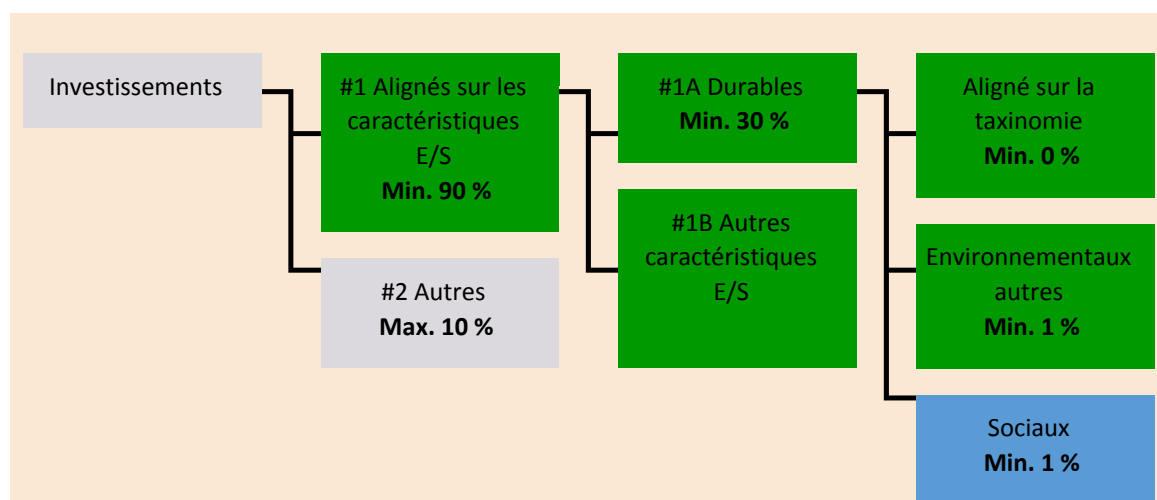 Investissements
#1 Alignés sur les
caractéristiques
E/S
Min. 90 %
#2 Autres
Max. 10 %
#1A Durables
Min. 30 %
#1B Autres
caractéristiques
E/S
Aligné sur la
taxinomie
Min. 0 %
Environnementaux
autres
Min. 1 %
Sociaux
Min. 1 %